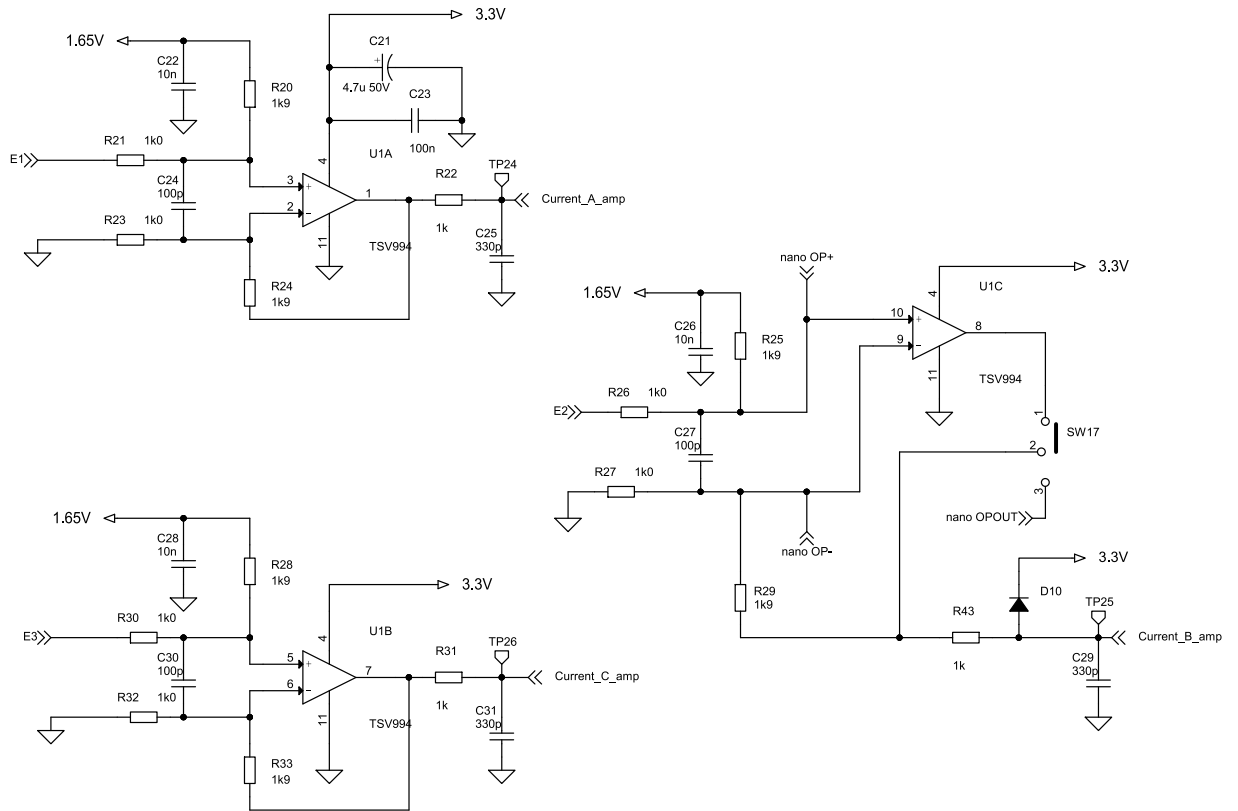 3.3V
1.65V
C22
10n
C21
+
4.7u 50V
R20
1k9
C23
100n
R21 1k0
E1
U1A
4
C24
100p
3
+
2
-
1
11
TSV994
R22
1k
TP24
Current_A_amp
C25
330p
R23 1k0
R24
1k9
nano OP+
3.3V
1.65V
U1C
4
C26
10n
R25
1k9
10
+
9
-
8
11
TSV994
R26 1k0
E2
C27
100p
1
SW17
2
3
R27 1k0
nano OPOUT
nano OP-
3.3V
R29
1k9
D10
R43
1k
TP25
Current_B_amp
C29
330p
1.65V
C28
10n
R28
1k9
3.3V
R30 1k0
E3
U1B
4
C30
100p
5
+
6
-
7
11
TSV994
R31
1k
TP26
Current_C_amp
C31
330p
R32 1k0
R33
1k9